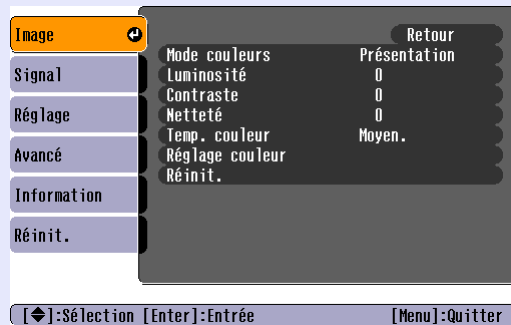 Image
Signal
Réglage
Avancé
Information
Réinit.
Retour
Mode couleurs Présentation
Luminosité 0
Contraste 0
Netteté 0
Temp. couleur Moyen.
Réglage couleur
Réinit.
[◆]:Sélection [Enter]:Entrée [Menu]:Quitter